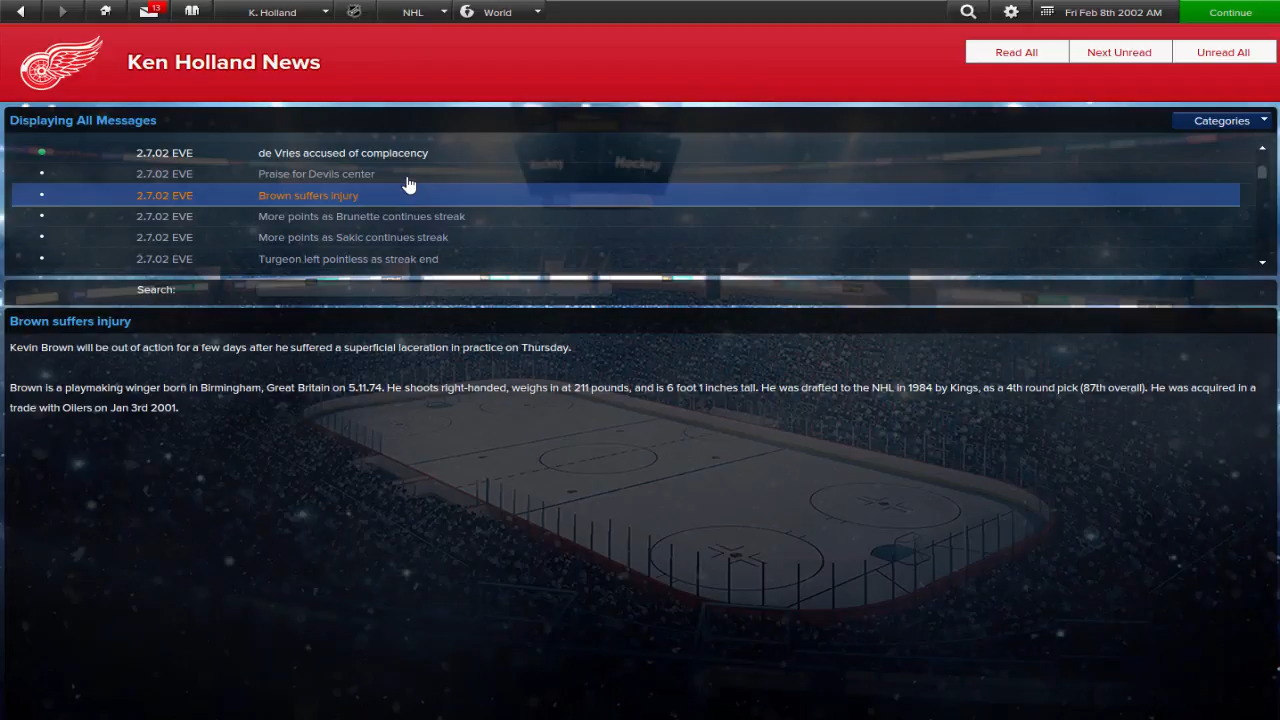 13
K. Holland
NHL
World
Fri Feb 8th 2002 AM
Continue
Ken Holland News
Read All
Next Unread
Unread All
Displaying All Messages
Categories
2.7.02 EVE de Vries accused of complacency
2.7.02 EVE Praise for Devils center
2.7.02 EVE Brown suffers injury
2.7.02 EVE More points as Brunette continues streak
2.7.02 EVE More points as Sakic continues streak
2.7.02 EVE Turgeon left pointless as streak end
Search:
Brown suffers injury
Kevin Brown will be out of action for a few days after he suffered a superficial laceration in practice on Thursday.
Brown is a playmaking winger born in Birmingham, Great Britain on 5.11.74. He shoots right-handed, weighs in at 211 pounds, and is 6 foot 1 inches tall. He was drafted to the NHL in 1984 by Kings, as a 4th round pick (87th overall). He was acquired in a
trade with Oilers on Jan 3rd 2001.